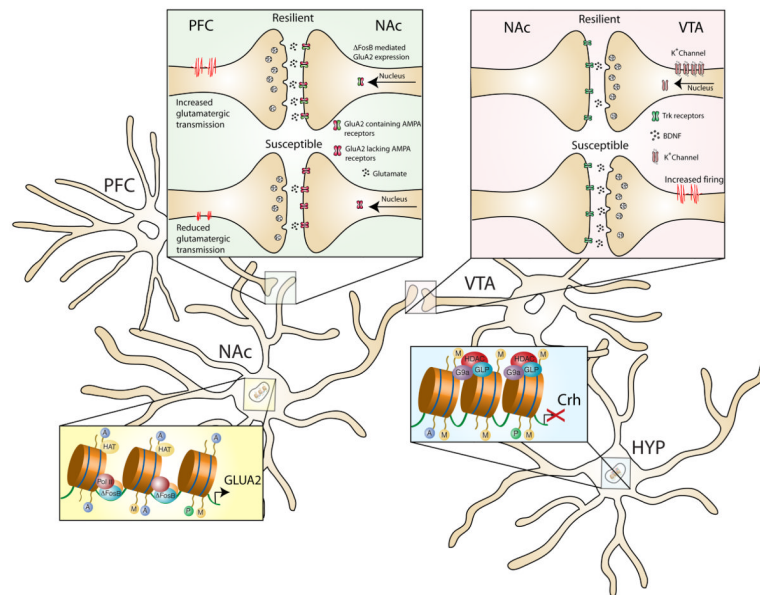 PFC
Resilient
NAc
ΔFosB mediated
GluA2 expression
Nucleus
Increased
glutamatergic
transmission
GluA2 containing AMPA
receptors
GluA2 lacking AMPA
receptors
Glutamate
Susceptible
Nucleus
Reduced
glutamatergic
transmission
NAc
Resilient
VTA
K⁺Channel
Nucleus
Trk receptors
BDNF
K⁺Channel
Susceptible
Increased firing
PFC
VTA
NAc
HYP
M
M
M
HDAC
HDAC
G9a
GLP
G9a
GLP
Crh
A
M
M
P
M
A
A
A
HAT
HAT
Pol II
ΔFosB
ΔFosB
GLUA2
A
M
A
P
M